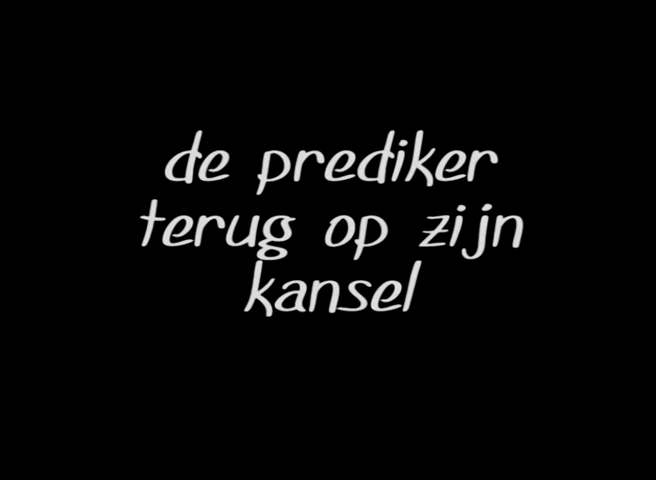 de prediker
terug op zijn
kansel